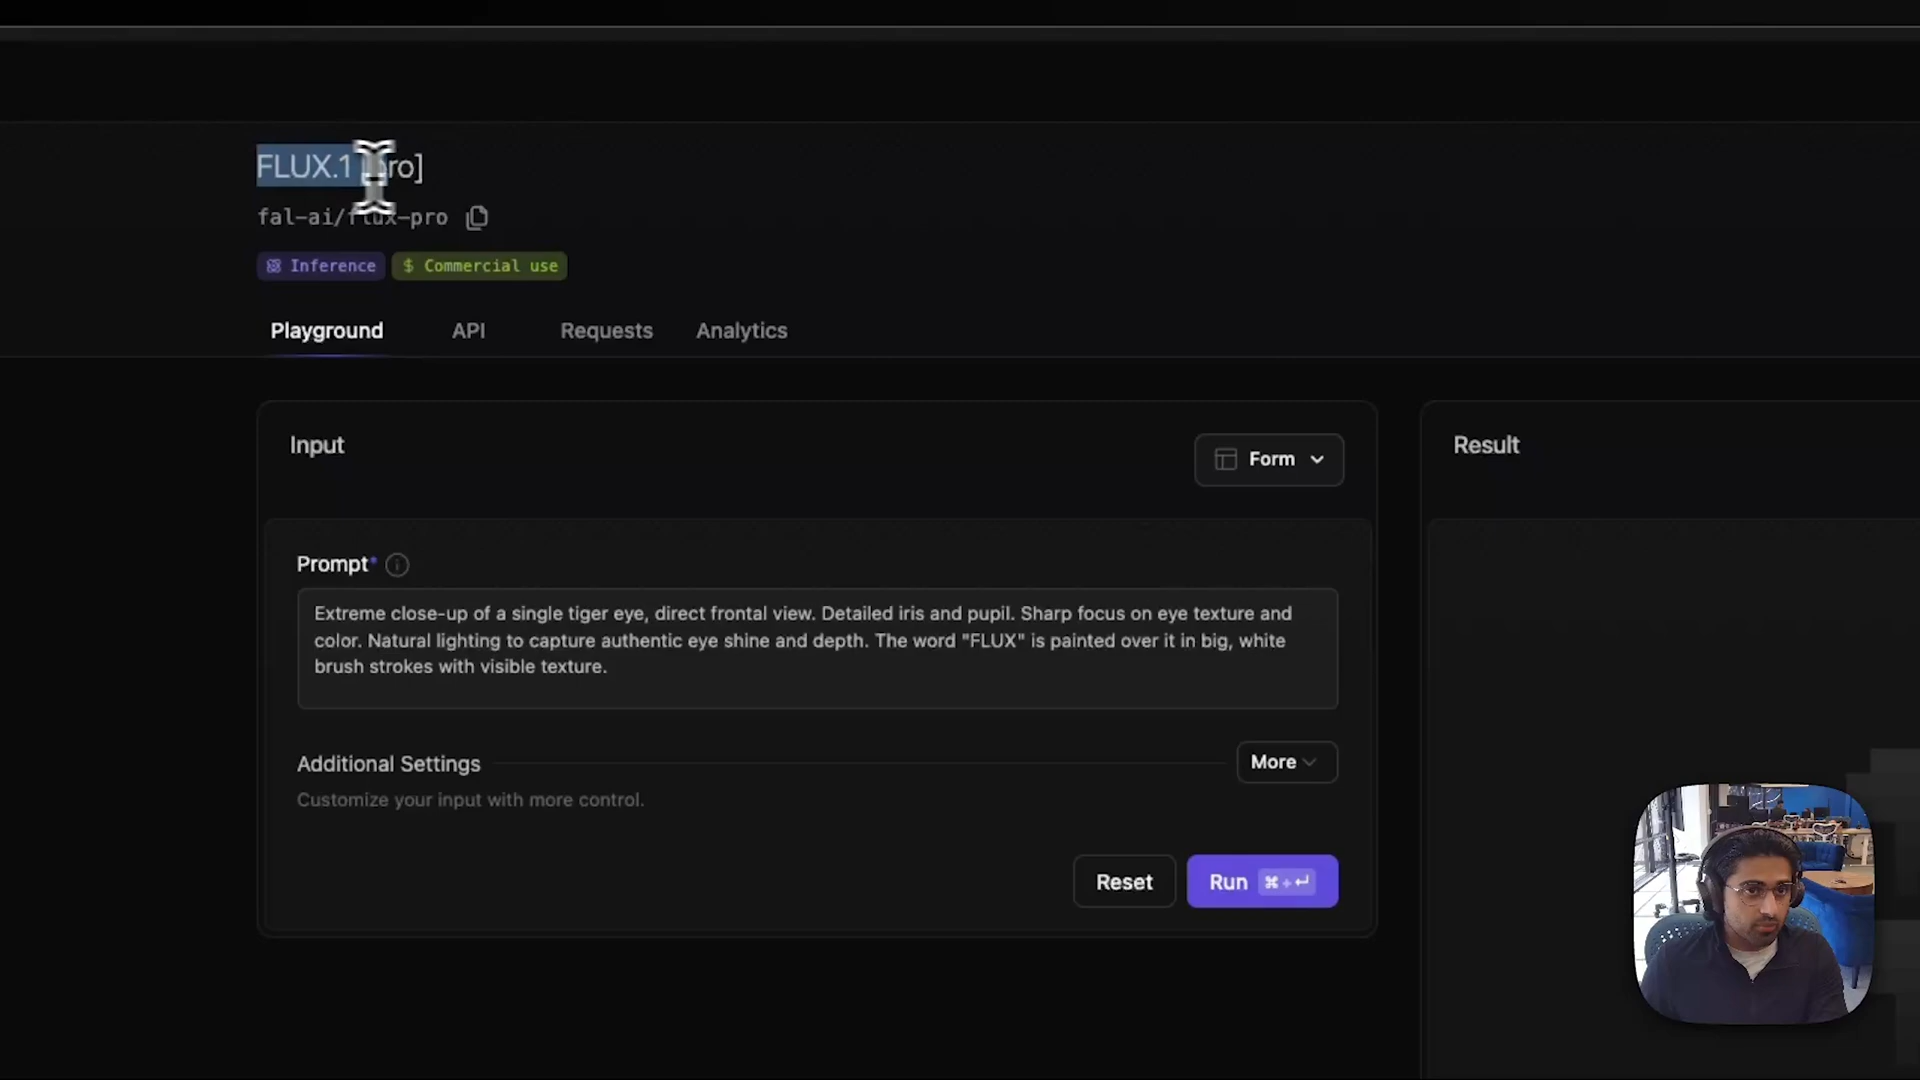 FLUX.1 [pro]
fal-ai/flux-pro
Inference
$ Commercial use
Playground
API
Requests
Analytics
Input
Form
Result
Prompt*
Extreme close-up of a single tiger eye, direct frontal view. Detailed iris and pupil. Sharp focus on eye texture and
color. Natural lighting to capture authentic eye shine and depth. The word "FLUX" is painted over it in big, white
brush strokes with visible texture.
Additional Settings
More
Customize your input with more control.
Reset
Run ⌘+↵